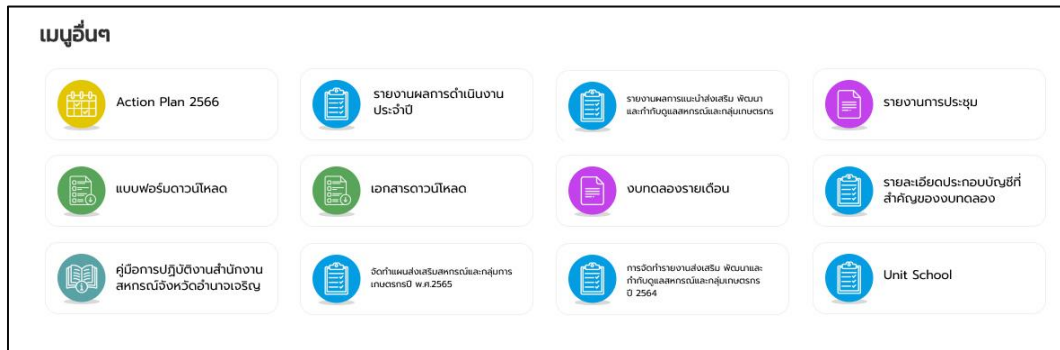 เมนูอื่นๆ
Action Plan 2566
รายงานผลการดำเนินงาน
ประจำปี
รายงานผลการแนะนำส่งเสริม พัฒนา
และกำกับดูแลสหกรณ์และกลุ่มเกษตรกร
รายงานการประชุม
แบบฟอร์มดาวน์โหลด
เอกสารดาวน์โหลด
งบทดลองรายเดือน
รายละเอียดประกอบบัญชีที่
สำคัญของงบทดลอง
คู่มือการปฏิบัติงานสำนักงาน
สหกรณ์จังหวัดอำนาจเจริญ
จัดทำแผนส่งเสริมสหกรณ์และกลุ่มการ
เกษตรกรปี พ.ศ.2565
การจัดทำรายงานส่งเสริม พัฒนาและ
กำกับดูแลสหกรณ์และกลุ่มเกษตรกร
ปี 2564
Unit School